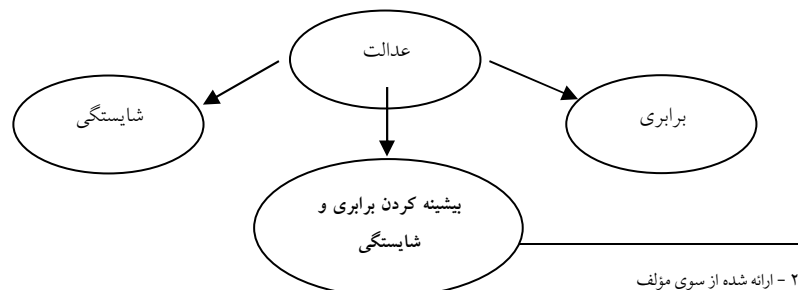 عدالت
برابری
شایستگی
بیشینه کردن برابری و
شایستگی
۲ - ارائه شده از سوی مؤلف